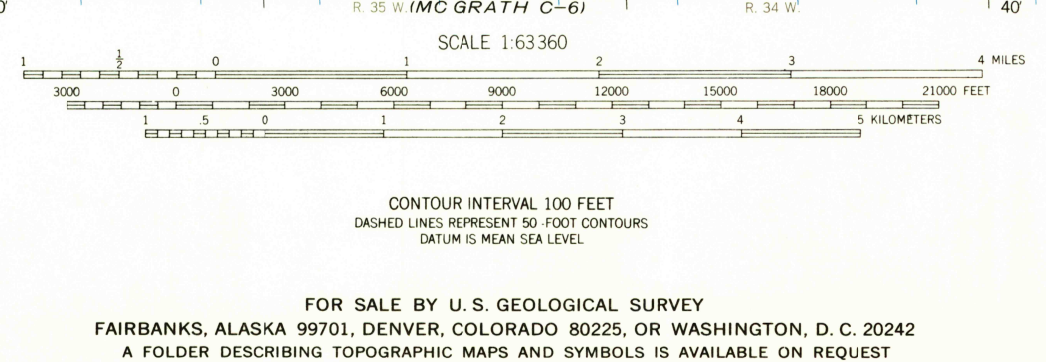 R. 35 W. (MC GRATH C-6) R. 34 W. 40'
SCALE 1:63360
1 ½ 0 1 2 3 4 MILES
3000 0 3000 6000 9000 12000 15000 18000 21000 FEET
1 .5 0 1 2 3 4 5 KILOMETERS
CONTOUR INTERVAL 100 FEET
DASHED LINES REPRESENT 50-FOOT CONTOURS
DATUM IS MEAN SEA LEVEL
FOR SALE BY U. S. GEOLOGICAL SURVEY
FAIRBANKS, ALASKA 99701, DENVER, COLORADO 80225, OR WASHINGTON, D. C. 20242
A FOLDER DESCRIBING TOPOGRAPHIC MAPS AND SYMBOLS IS AVAILABLE ON REQUEST